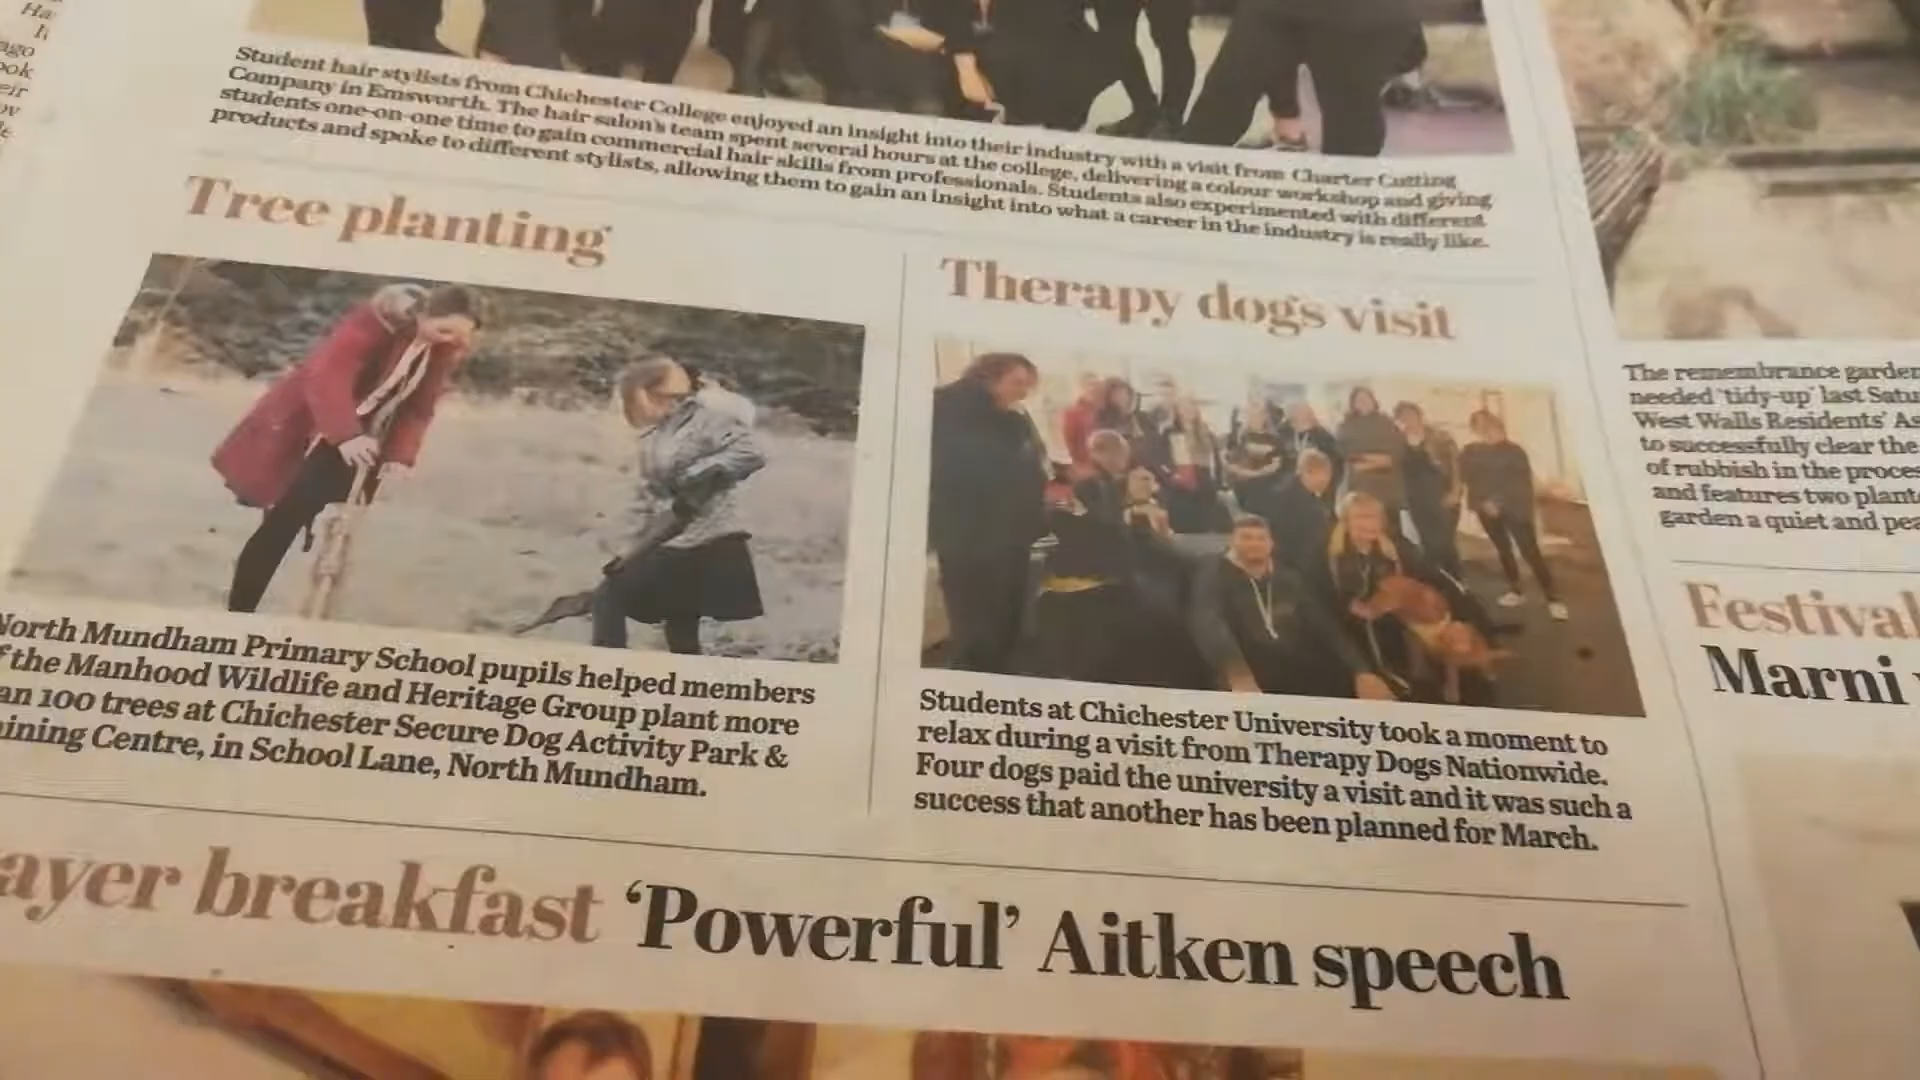 Student hair stylists from Chichester College enjoyed an insight into their industry with a visit from Charter Cutting
Company in Emsworth. The hair salon's team spent several hours at the college, delivering a colour workshop and giving
students one-on-one time to gain commercial hair skills from professionals. Students also experimented with different
products and spoke to different stylists, allowing them to gain an insight into what a career in the industry is really like.
Tree planting
North Mundham Primary School pupils helped members
the Manhood Wildlife and Heritage Group plant more
100 trees at Chichester Secure Dog Activity Park &
Centre, in School Lane, North Mundham.
Therapy dogs visit
Students at Chichester University took a moment to
relax during a visit from Therapy Dogs Nationwide.
Four dogs paid the university a visit and it was such a
success that another has been planned for March.
The remembrance garden
needed 'tidy-up' last
West Walls Residents'
to successfully clear the
of rubbish in the
and features two
garden a quiet and
Festival
Marni
breakfast 'Powerful' Aitken speech